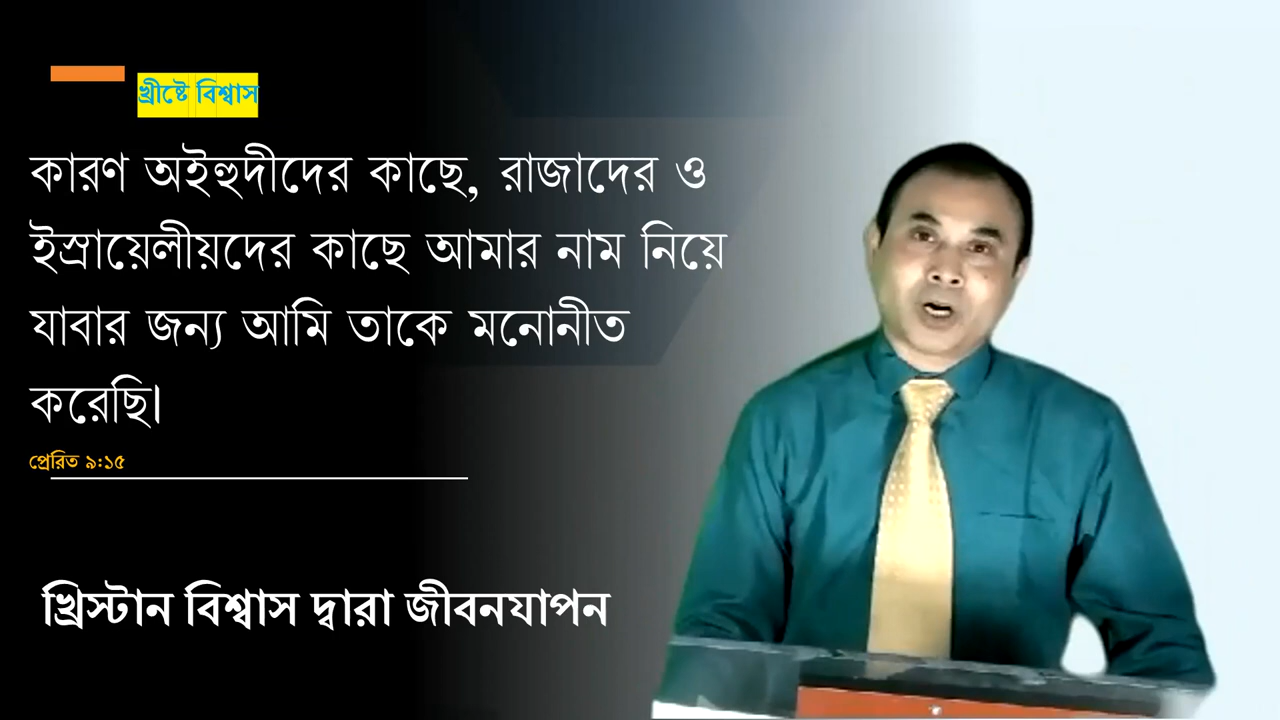 খ্রীষ্টে বিশ্বাস
কারণ অইহুদীদের কাছে, রাজাদের ও
ইস্রায়েলীয়দের কাছে আমার নাম নিয়ে
যাবার জন্য আমি তাকে মনোনীত
করেছি।
প্রেরিত ৯:১৫
খ্রিস্টান বিশ্বাস দ্বারা জীবনযাপন